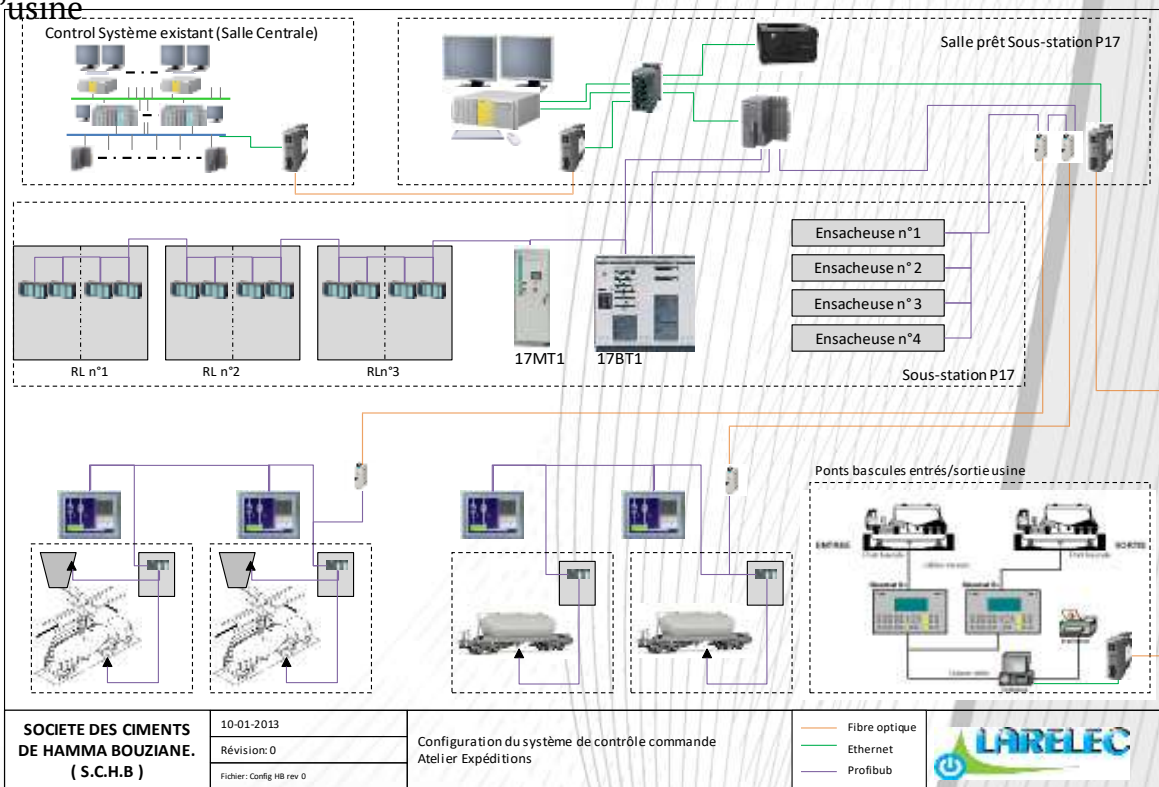 'usine
Control Système existant (Salle Centrale)
Salle prêt Sous-station P17
Ensacheuse n°1
Ensacheuse n° 2
Ensacheuse n° 3
Ensacheuse n°4
17MT1
17BT1
RL n°1
RL n°2
RLn°3
Sous-station P17
Ponts bascules entrés/sortie usine
ENTREE
SORTIE
SOCIETE DES CIMENTS
DE HAMMA BOUZIANE.
( S.C.H.B )
10-01-2013
Révision: 0
Fichier: Config HB rev 0
Configuration du système de contrôle commande
Atelier Expéditions
Fibre optique
Ethernet
Profibub
LARELEC